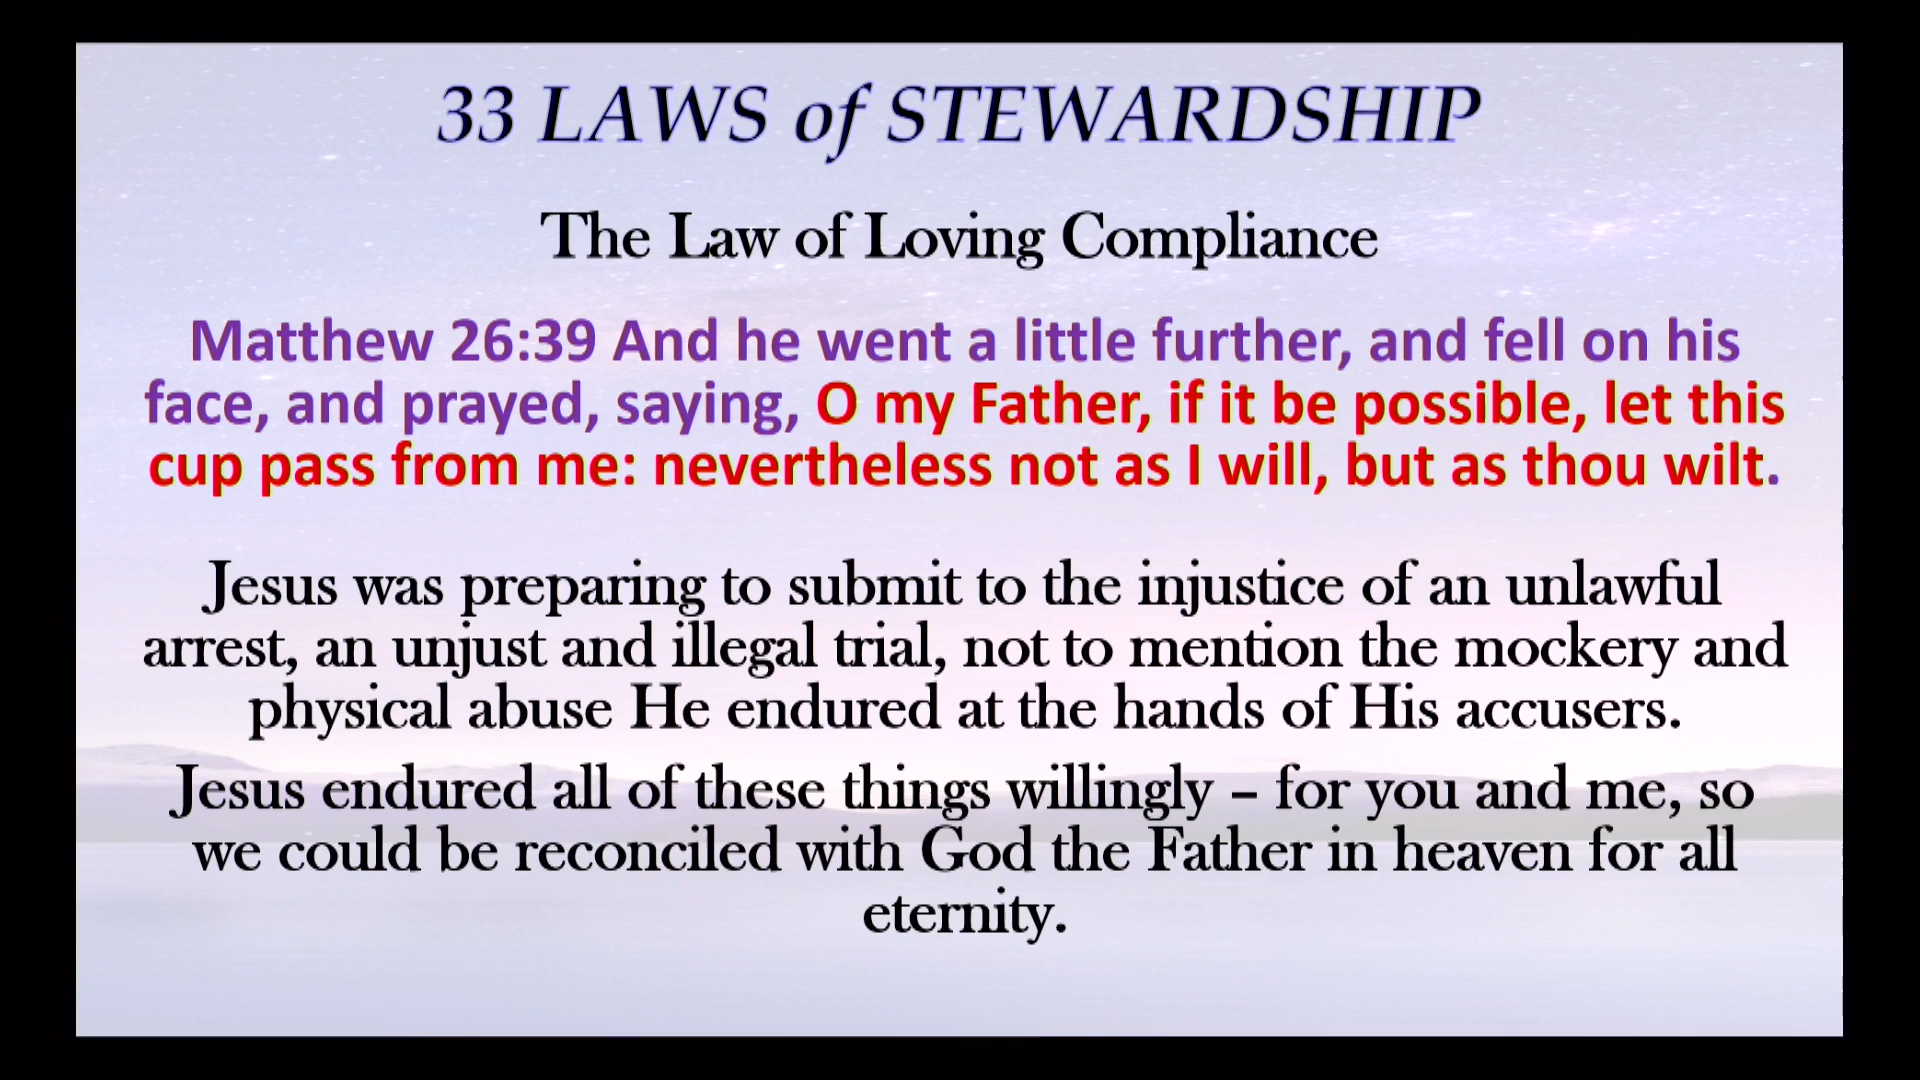 33 LAWS of STEWARDSHIP
The Law of Loving Compliance
Matthew 26:39 And he went a little further, and fell on his
face, and prayed, saying, O my Father, if it be possible, let this
cup pass from me: nevertheless not as I will, but as thou wilt.
Jesus was preparing to submit to the injustice of an unlawful
arrest, an unjust and illegal trial, not to mention the mockery and
physical abuse He endured at the hands of His accusers.
Jesus endured all of these things willingly – for you and me, so
we could be reconciled with God the Father in heaven for all
eternity.